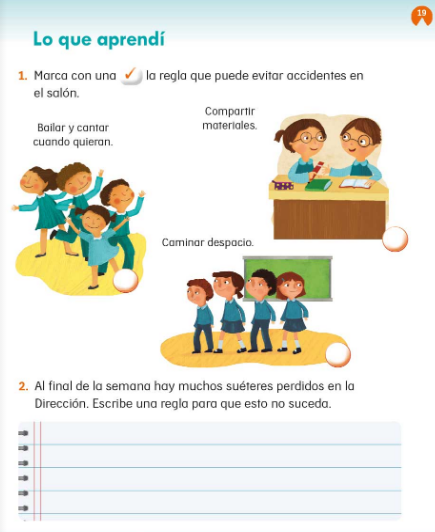 19
Lo que aprendí
1. Marca con una ✓ la regla que puede evitar accidentes en
el salón.
Bailar y cantar
cuando quieran.
Compartir
materiales.
Caminar despacio.
2. Al final de la semana hay muchos suéteres perdidos en la
Dirección. Escribe una regla para que esto no suceda.